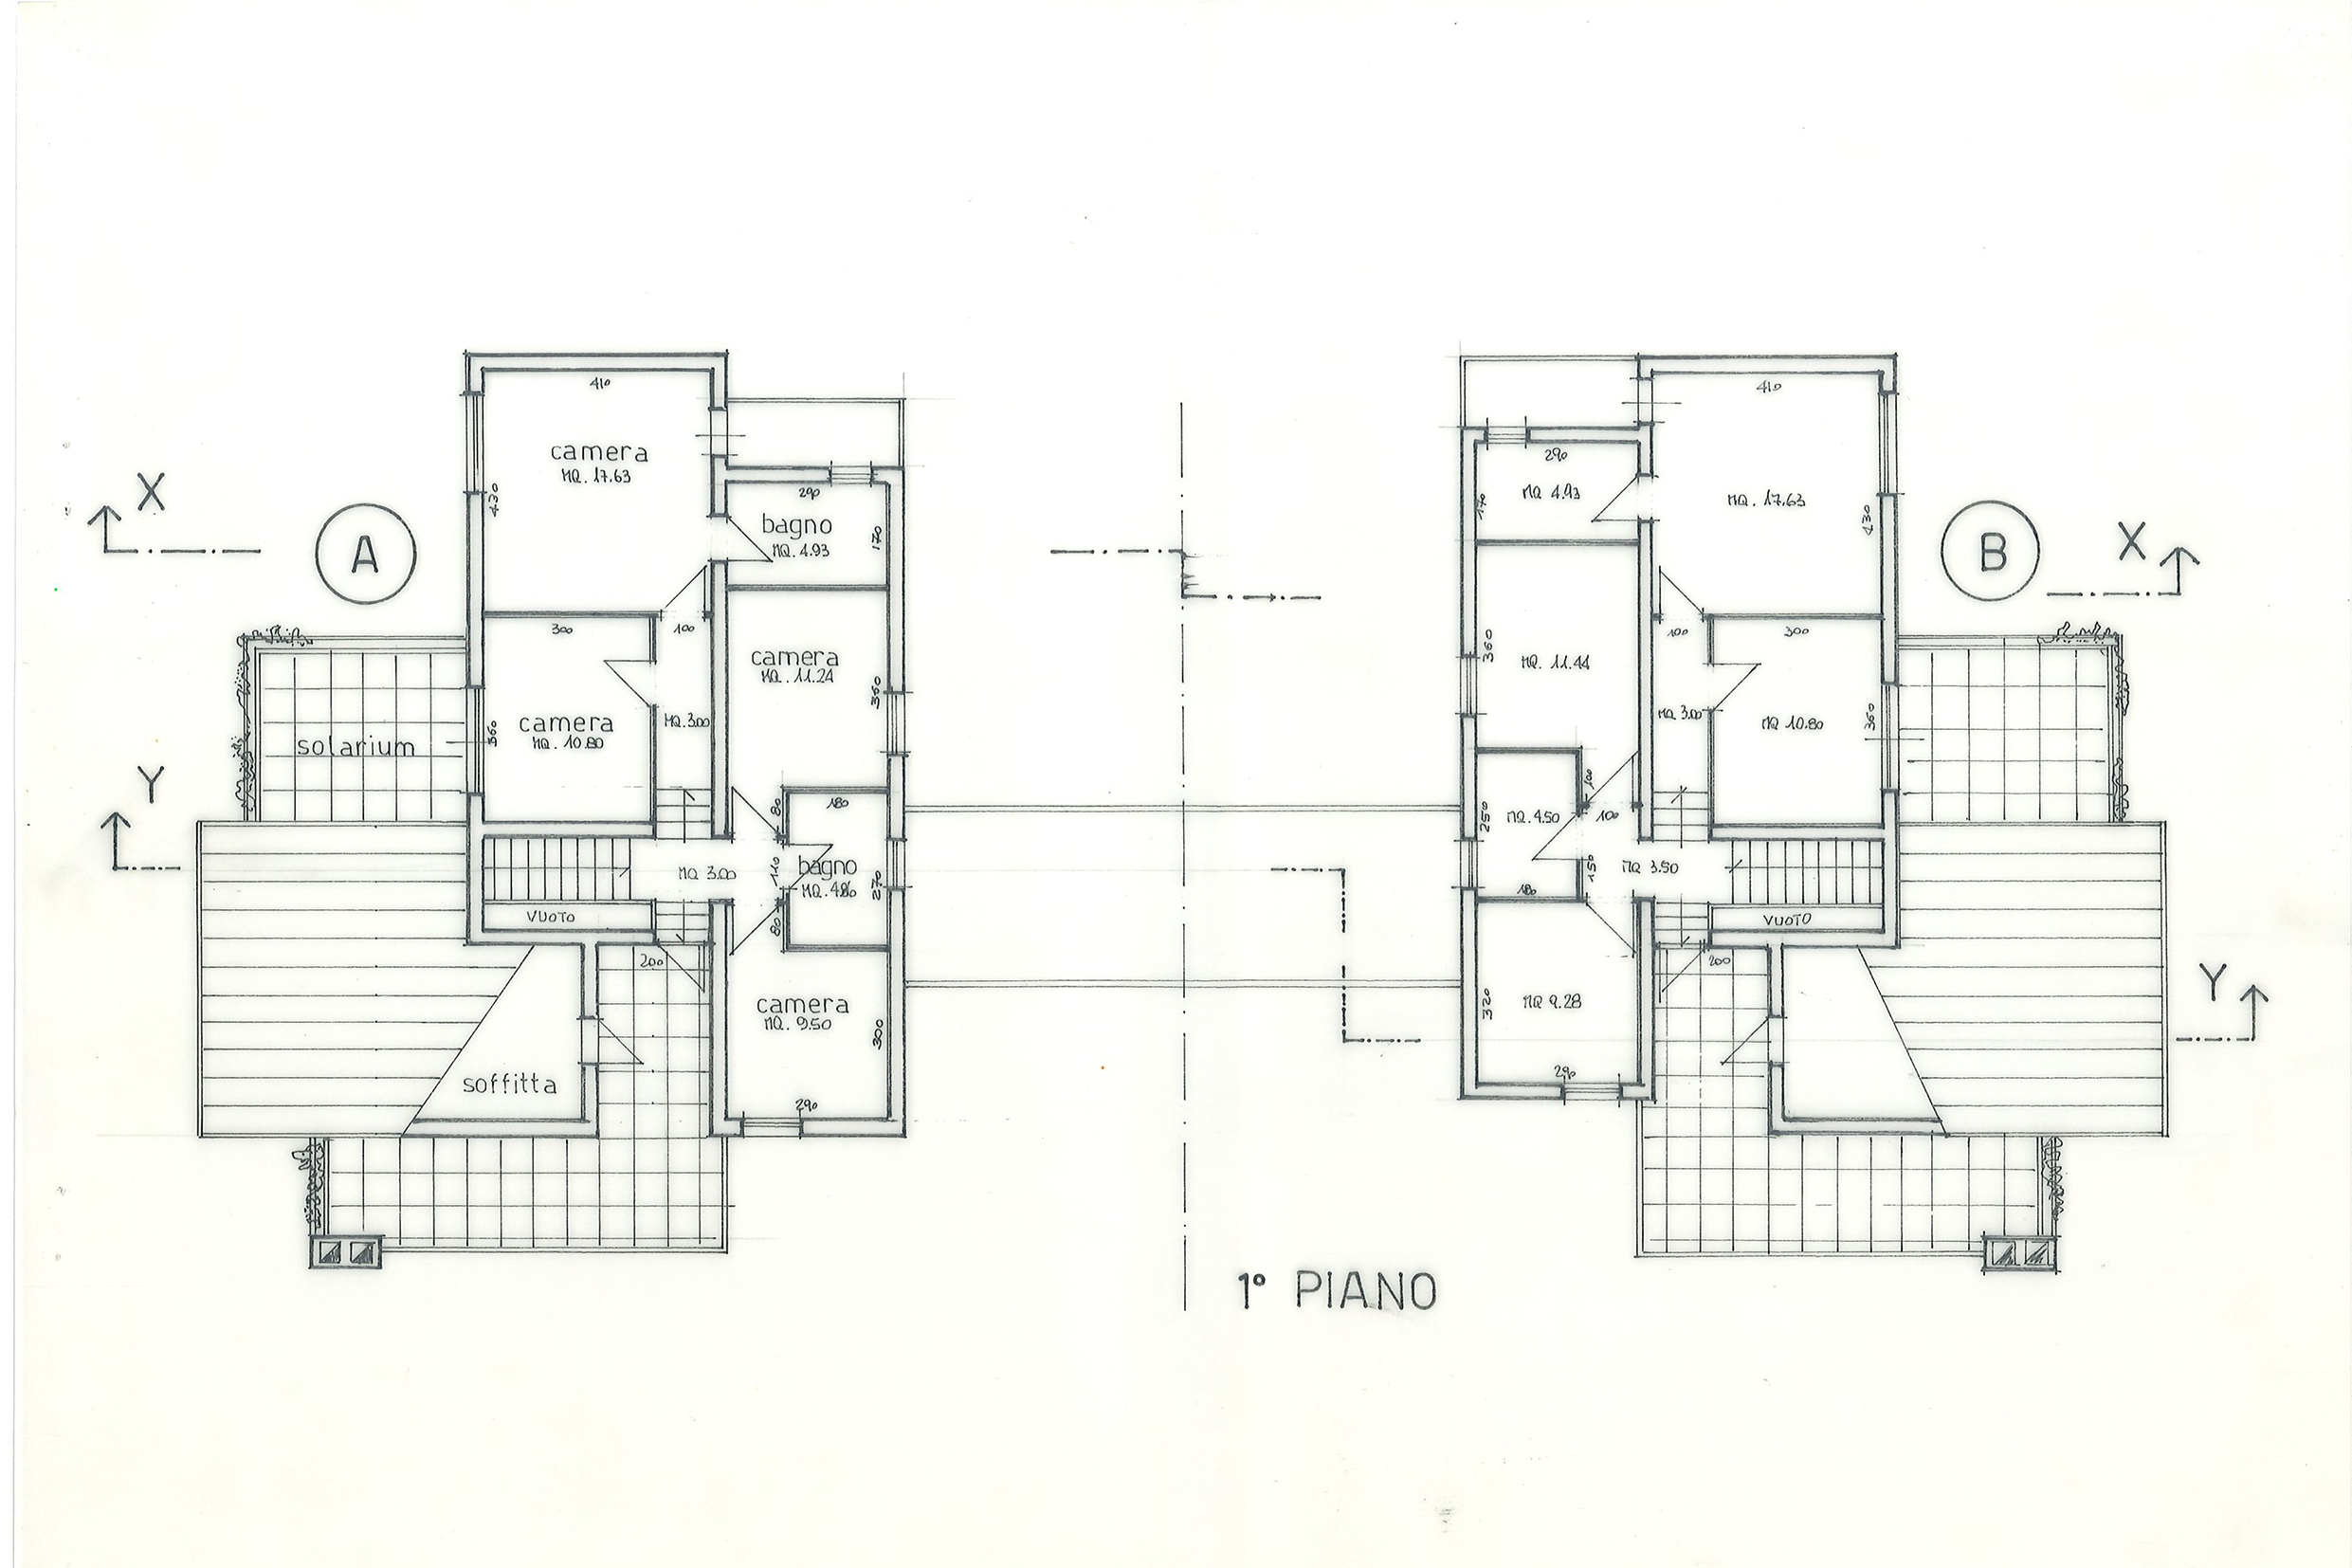 X
A
Y
410
camera
MQ. 17.63
430
290
bagno
MQ. 4.93
170
300
100
camera
MQ. 11.24
360
camera
MQ. 10.80
360
MQ. 3.00
solarium
180
80
MQ 3.00
110
bagno
270
80
VUOTO
200
camera
MQ. 9.50
300
290
soffitta
410
290
MQ 4.93
170
MQ. 17.63
430
B
X
100
300
360
MQ. 11.44
MQ. 3.00
MQ 10.80
360
100
250
MQ. 4.50
100
150
MQ 3.50
180
VUOTO
200
320
MQ 9.28
290
Y
1° PIANO